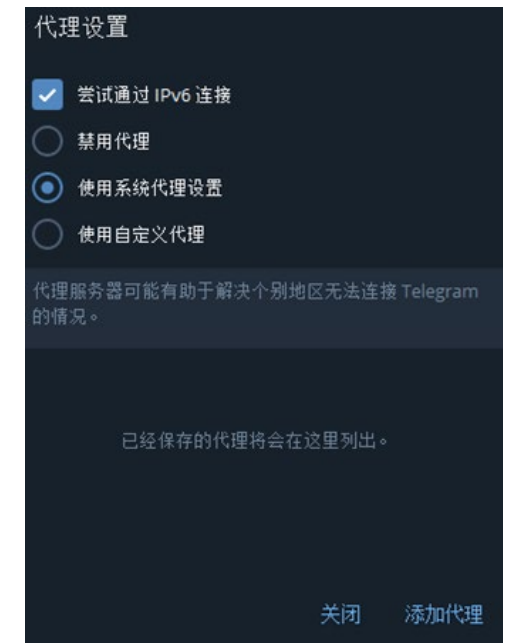 代理设置
尝试通过 IPv6 连接
禁用代理
使用系统代理设置
使用自定义代理
代理服务器可能有助于解决个别地区无法连接 Telegram
的情况。
已经保存的代理将会在这里列出。
关闭 添加代理